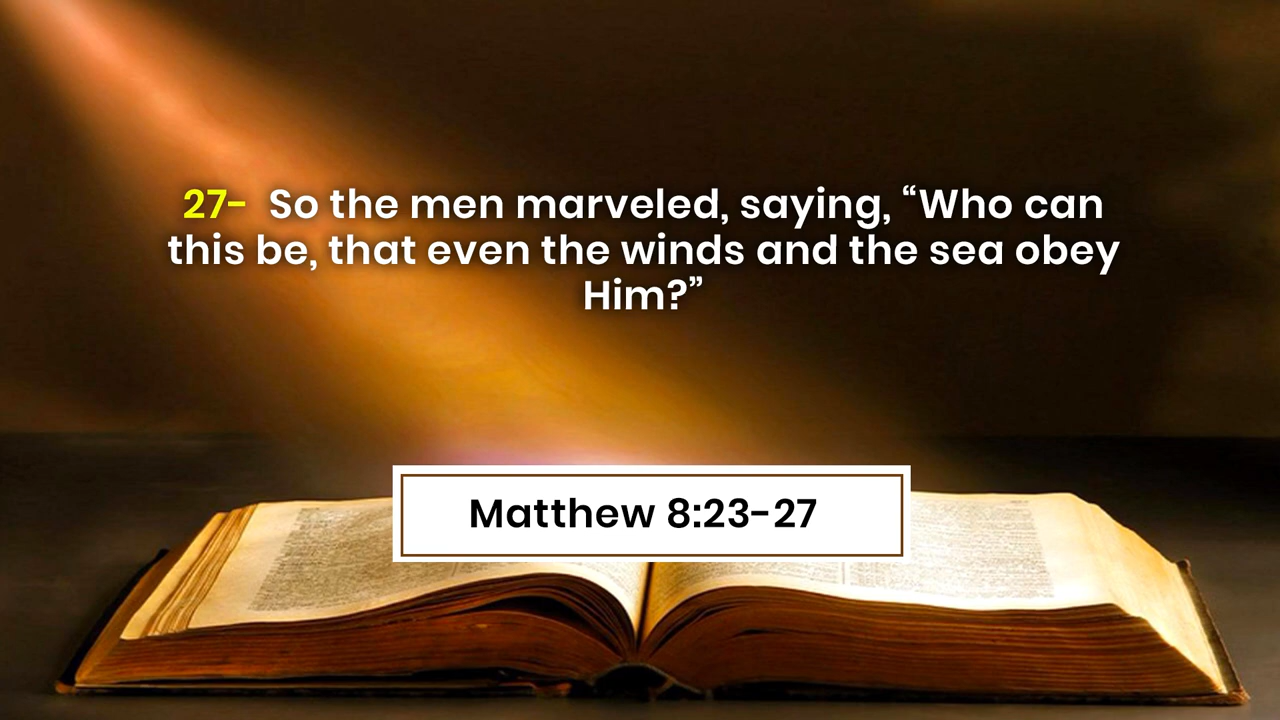 27- So the men marveled, saying, “Who can
this be, that even the winds and the sea obey
Him?”
Matthew 8:23-27